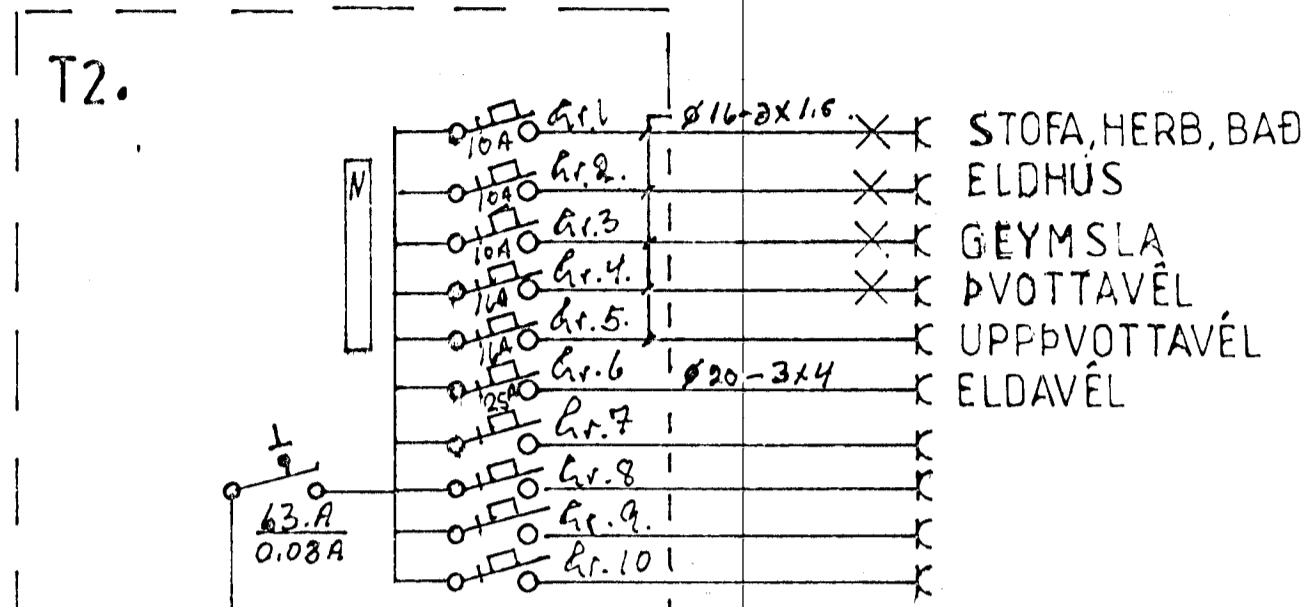 T2.
Gr.1 Ø16-2x1.5 STOFA, HERB, BAÐ
10A
N
Gr.2. ELDHÚS
10A
Gr.3 GEYMSLA
10A
Gr.4. ÞVOTTAVÉL
16A
Gr.5. UPPÞVOTTAVÉL
16A
Gr.6 Ø20-3x4 ELDAVÉL
25A
Gr.7
Gr.8
63.A
0.03A
Gr.9.
Gr.10